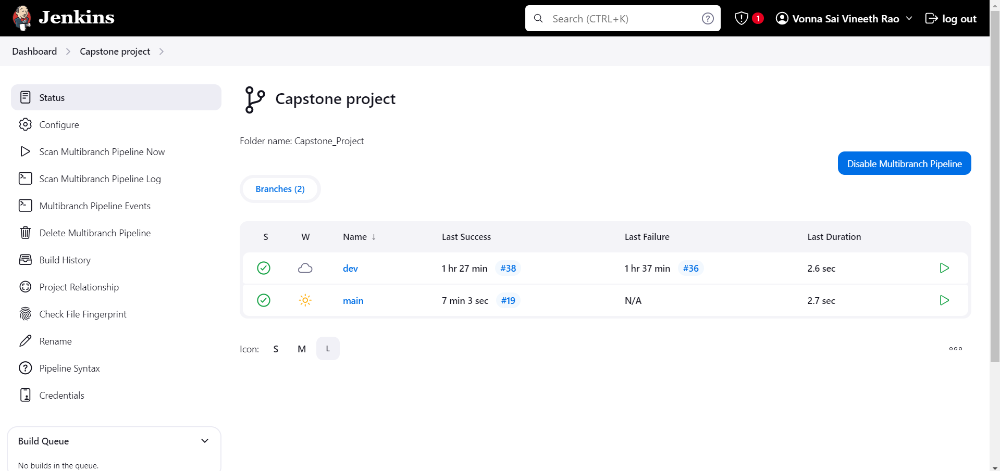 Jenkins
Search (CTRL+K)
1
Vonna Sai Vineeth Rao
log out
Dashboard
Capstone project
Status
Configure
Scan Multibranch Pipeline Now
Scan Multibranch Pipeline Log
Multibranch Pipeline Events
Delete Multibranch Pipeline
Build History
Project Relationship
Check File Fingerprint
Rename
Pipeline Syntax
Credentials
Build Queue
No builds in the queue.
Capstone project
Folder name: Capstone_Project
Disable Multibranch Pipeline
Branches (2)
S W Name ↓ Last Success Last Failure Last Duration
dev 1 hr 27 min #38 1 hr 37 min #36 2.6 sec
main 7 min 3 sec #19 N/A 2.7 sec
Icon: S M L